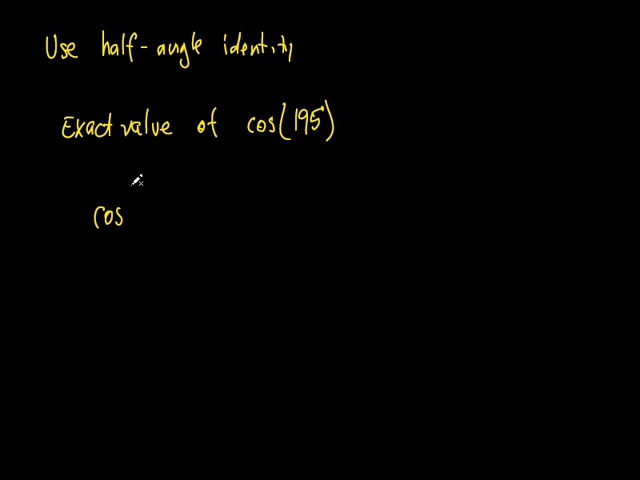 Use half-angle identity
Exact value of cos(195)
cos